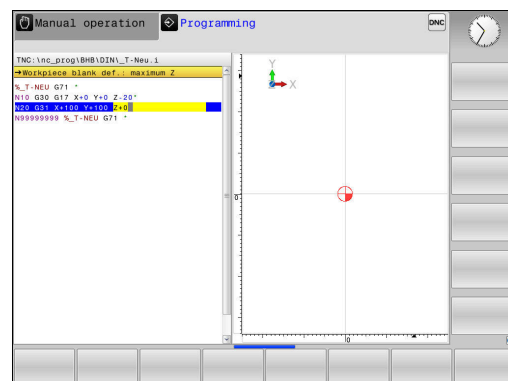 Manual operation
Programming
DNC
TNC:\nc_prog\BHB\DIN\_T-Neu.i
→Workpiece blank def.: maximum Z
%_T-NEU G71 *
N10 G30 G17 X+0 Y+0 Z-20*
N20 G31 X+100 Y+100 Z+0
N99999999 %_T-NEU G71 *
Y
Z X
0
0